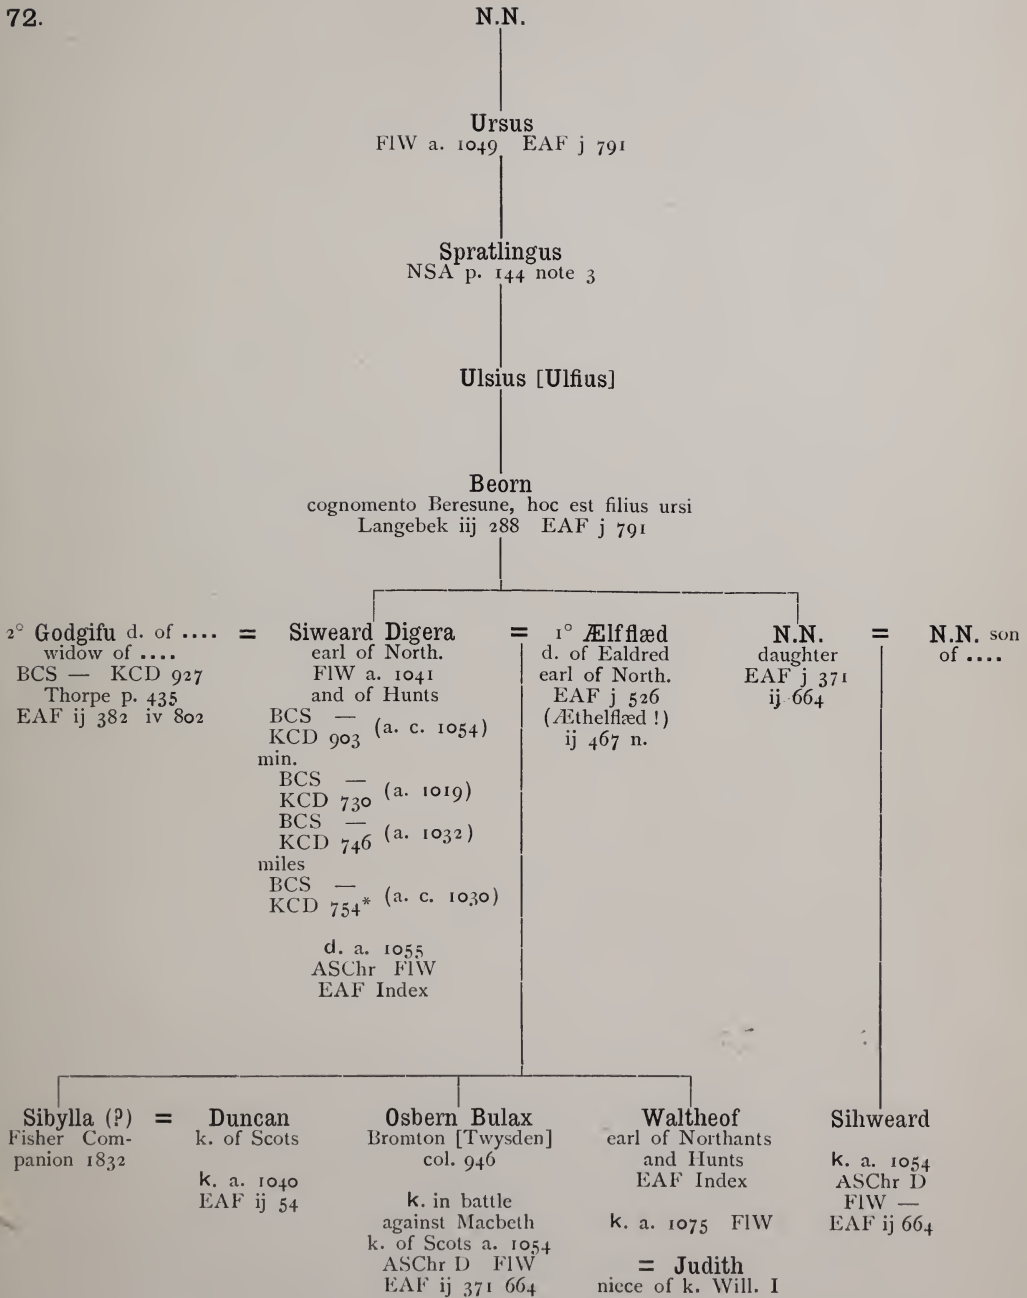 72.
N.N.
Ursus
FlW a. 1049 EAF j 791
Spratlingus
NSA p. 144 note 3
Ulsius [Ulfius]
Beorn
cognomento Beresune, hoc est filius ursi
Langebek iij 288 EAF j 791
2° Godgifu d. of ....
widow of ....
BCS — KCD 927
Thorpe p. 435
EAF ij 382 iv 802
=
Siweard Digera
earl of North.
FlW a. 1041
and of Hunts
BCS —
KCD 903 (a. c. 1054)
min.
BCS —
KCD 730 (a. 1019)
BCS —
KCD 746 (a. 1032)
miles
BCS —
KCD 754* (a. c. 1030)
d. a. 1055
ASChr FlW
EAF Index
=
1° Ælfflæd
d. of Ealdred
earl of North.
EAF j 526
(Æthelflæd !)
ij 467 n.
N.N.
daughter
EAF j 371
ij 664
=
N.N. son
of ....
Sibylla (?)
Fisher Com-
panion 1832
=
Duncan
k. of Scots
k. a. 1040
EAF ij 54
Osbern Bulax
Bromton [Twysden]
col. 946
k. in battle
against Macbeth
k. of Scots a. 1054
ASChr D FlW
EAF ij 371 664
Waltheof
earl of Northants
and Hunts
EAF Index
k. a. 1075 FlW
= Judith
niece of k. Will. I
Sihweard
k. a. 1054
ASChr D
FlW —
EAF ij 664